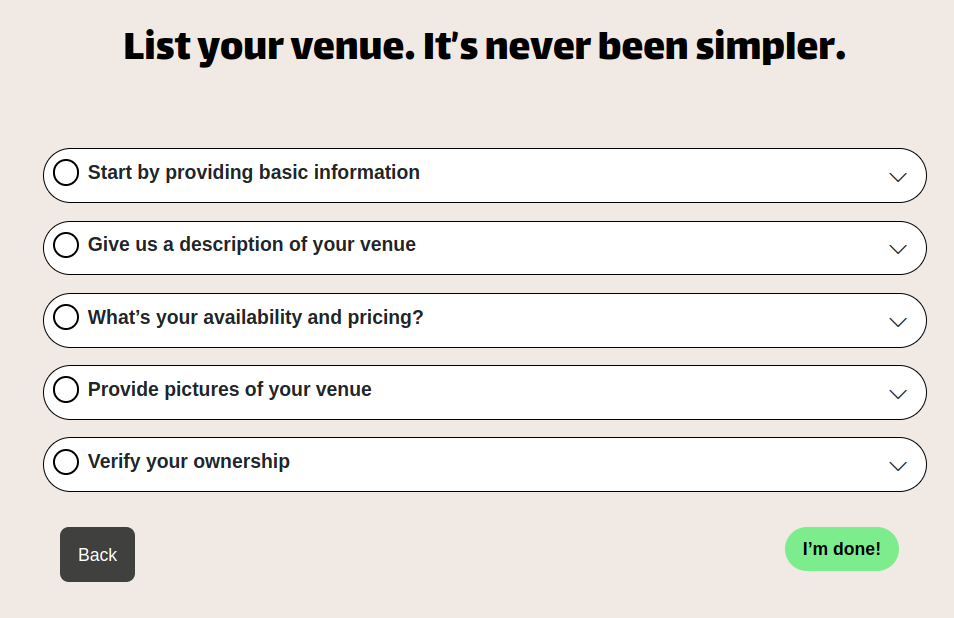 List your venue. It's never been simpler.
Start by providing basic information
Give us a description of your venue
What’s your availability and pricing?
Provide pictures of your venue
Verify your ownership
Back
I’m done!